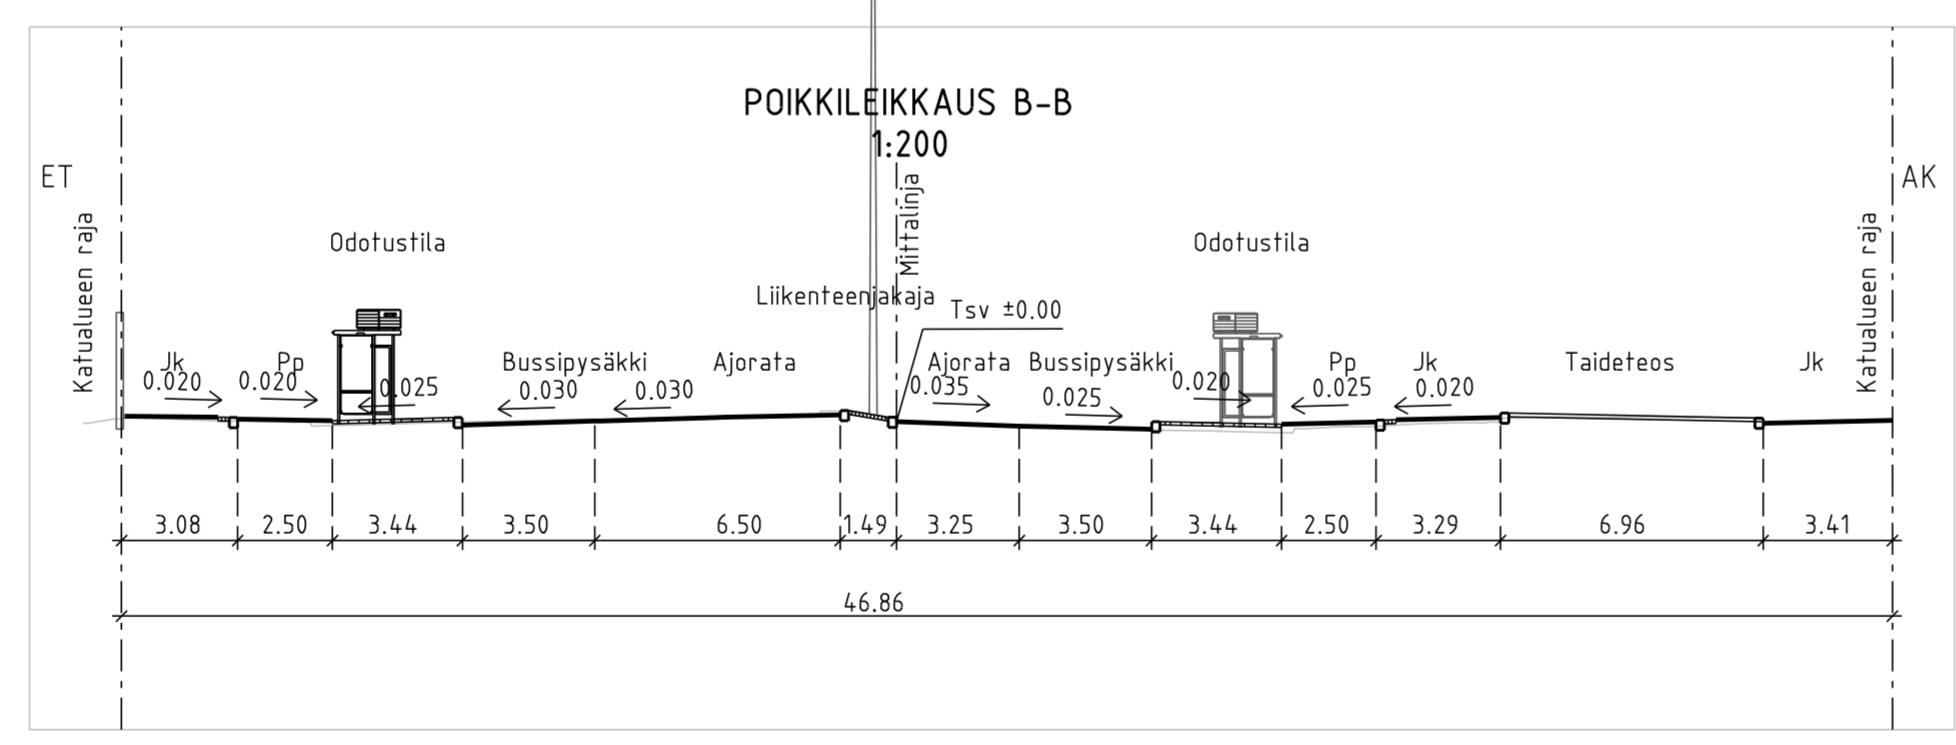 POIKKILEIKKAUS B-B
1:200
ET
AK
Katualueen raja
Mittalinja
Katualueen raja
Odotustila
Odotustila
Liikenteenjakaja
Tsv ±0.00
Jk
Pp
Bussipysäkki
Ajorata
Ajorata
Bussipysäkki
Pp
Jk
Taideteos
Jk
0.020
0.020
0.025
0.030
0.030
0.035
0.025
0.020
0.025
0.020
3.08
2.50
3.44
3.50
6.50
1.49
3.25
3.50
3.44
2.50
3.29
6.96
3.41
46.86